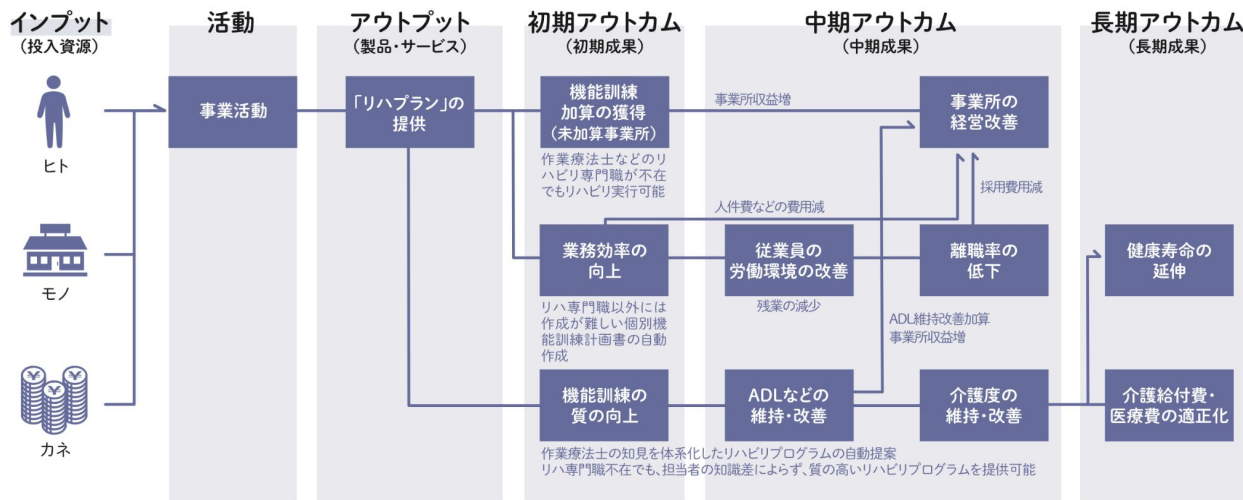 インプット
（投入資源）
活動
アウトプット
（製品・サービス）
初期アウトカム
（初期成果）
中期アウトカム
（中期成果）
長期アウトカム
（長期成果）
ヒト
モノ
カネ
事業活動
「リハプラン」の
提供
機能訓練
加算の獲得
（未加算事業所）
作業療法士などのリ
ハビリ専門職が不在
でもリハビリ実行可能
事業所収益増
事業所の
経営改善
採用費用減
人件費などの費用減
業務効率の
向上
リハ専門職以外には
作成が難しい個別機
能訓練計画書の自動
作成
従業員の
労働環境の改善
残業の減少
離職率の
低下
ADL維持改善加算
事業所収益増
健康寿命の
延伸
機能訓練の
質の向上
ADLなどの
維持・改善
介護度の
維持・改善
介護給付費・
医療費の適正化
作業療法士の知見を体系化したリハビリプログラムの自動提案
リハ専門職不在でも、担当者の知識差によらず、質の高いリハビリプログラムを提供可能
¥
¥
¥